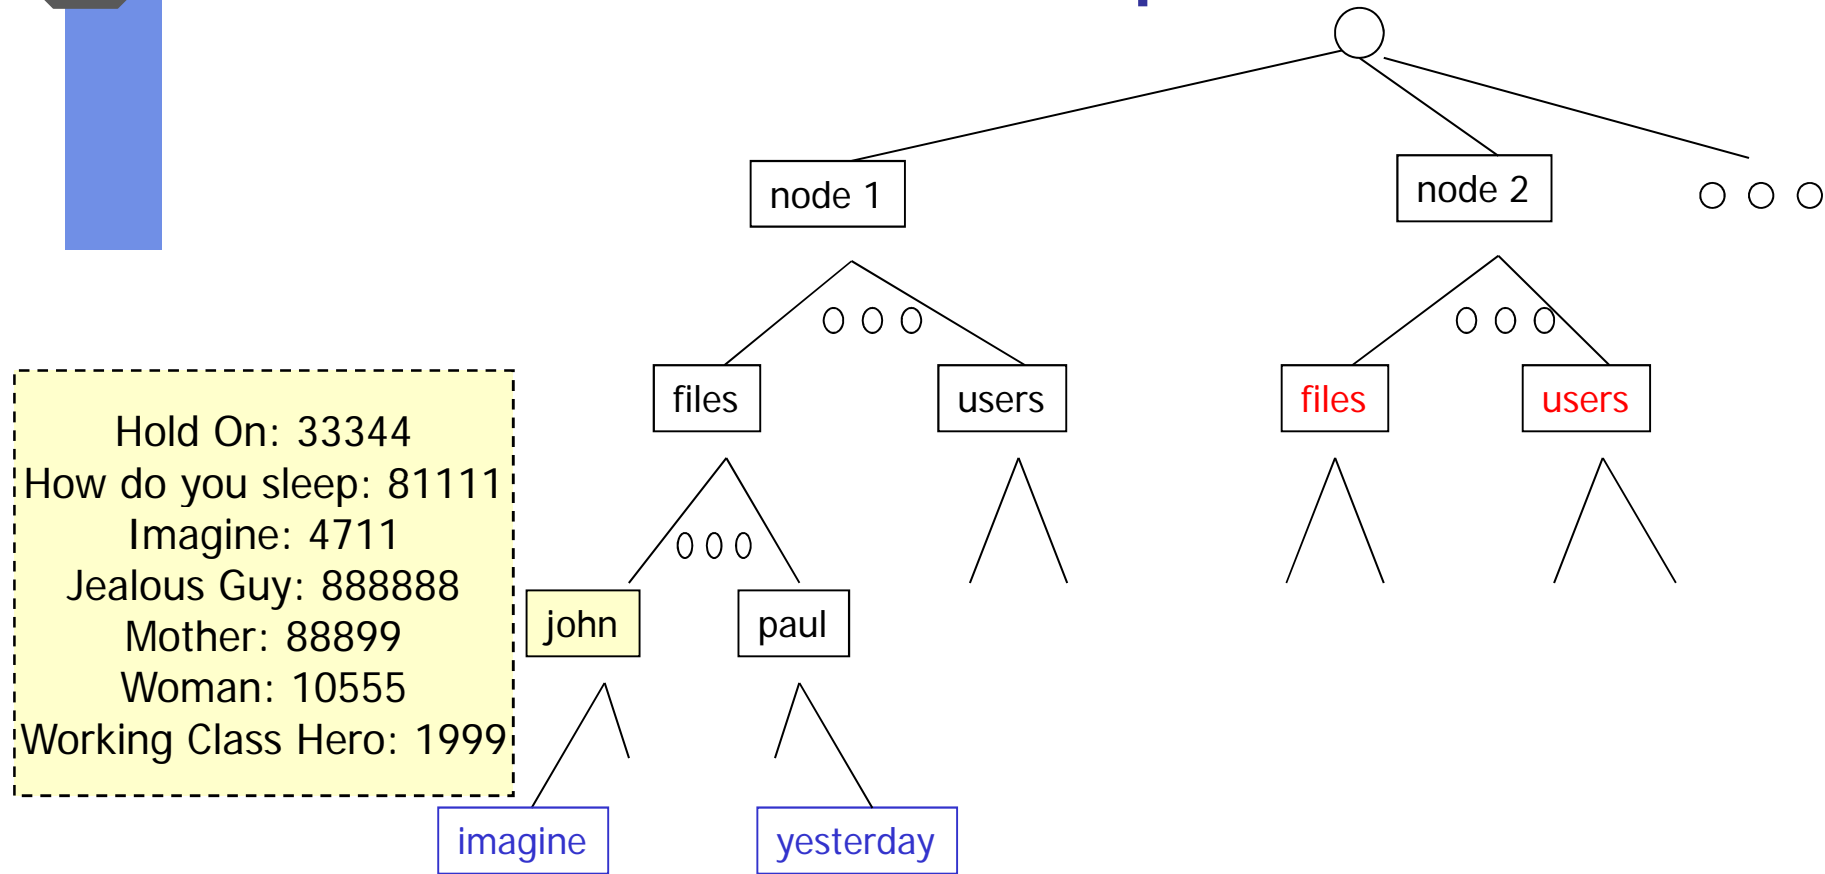 node 1
node 2
files
users
files
users
Hold On: 33344
How do you sleep: 81111
Imagine: 4711
Jealous Guy: 888888
Mother: 88899
Woman: 10555
Working Class Hero: 1999
john
paul
imagine
yesterday